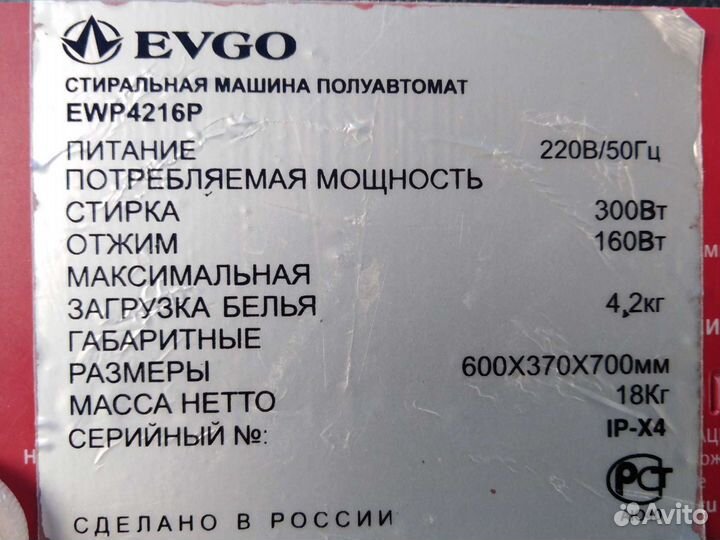 EVGO
СТИРАЛЬНАЯ МАШИНА ПОЛУАВТОМАТ
EWP4216P
ПИТАНИЕ 220В/50Гц
ПОТРЕБЛЯЕМАЯ МОЩНОСТЬ
СТИРКА 300Вт
ОТЖИМ 160Вт
МАКСИМАЛЬНАЯ
ЗАГРУЗКА БЕЛЬЯ 4,2кг
ГАБАРИТНЫЕ
РАЗМЕРЫ 600X370X700мм
МАССА НЕТТО 18Кг
СЕРИЙНЫЙ №: IP-X4
РСТ
СДЕЛАНО В РОССИИ
Avito